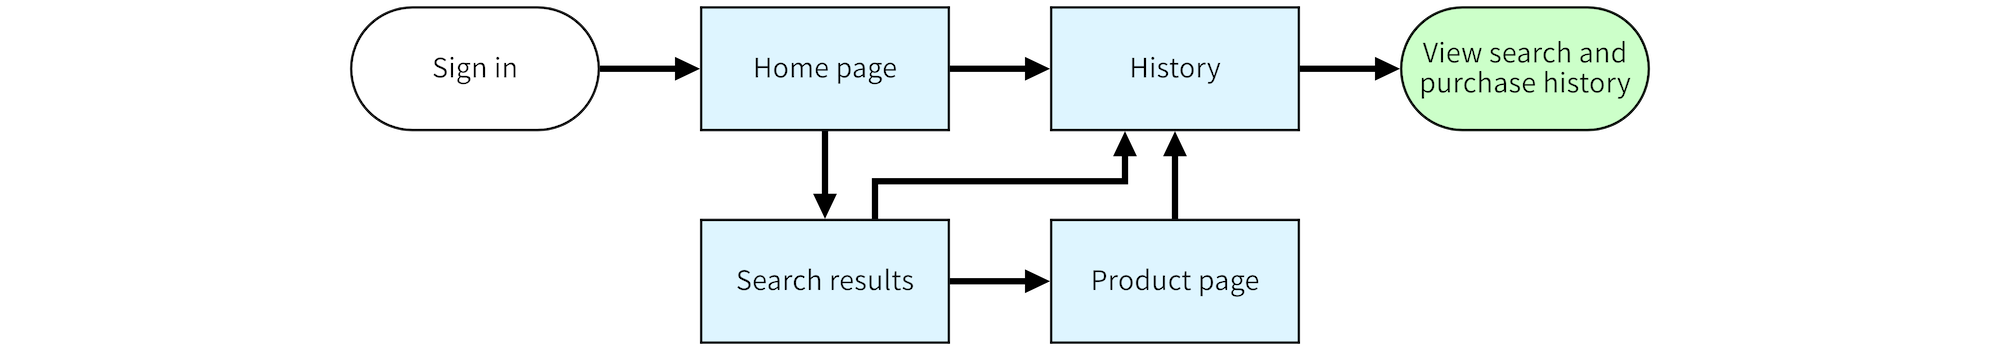 Sign in
Home page
History
View search and
purchase history
Search results
Product page